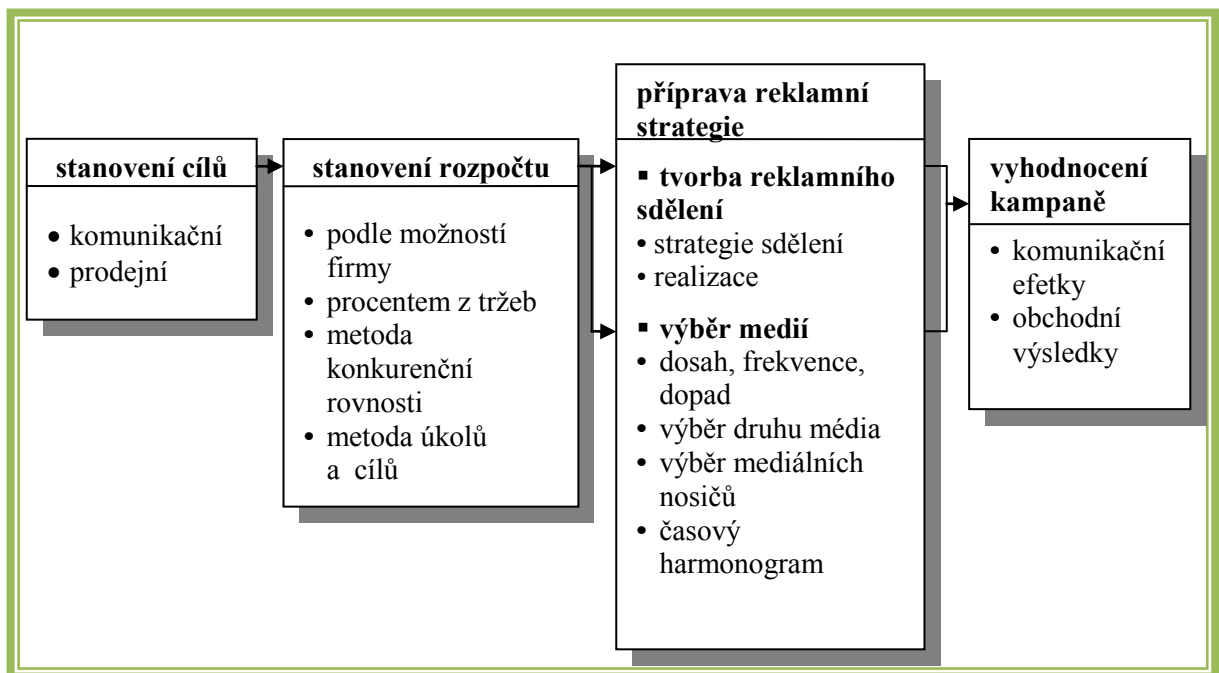 stanovení cílů
• komunikační
• prodejní
stanovení rozpočtu
• podle možností
firmy
• procentem z tržeb
• metoda
konkurenční
rovnosti
• metoda úkolů
a cílů
příprava reklamní
strategie
▪ tvorba reklamního
sdělení
• strategie sdělení
• realizace
▪ výběr medií
• dosah, frekvence,
dopad
• výběr druhu média
• výběr mediálních
nosičů
• časový
harmonogram
vyhodnocení
kampaně
• komunikační
efetky
• obchodní
výsledky